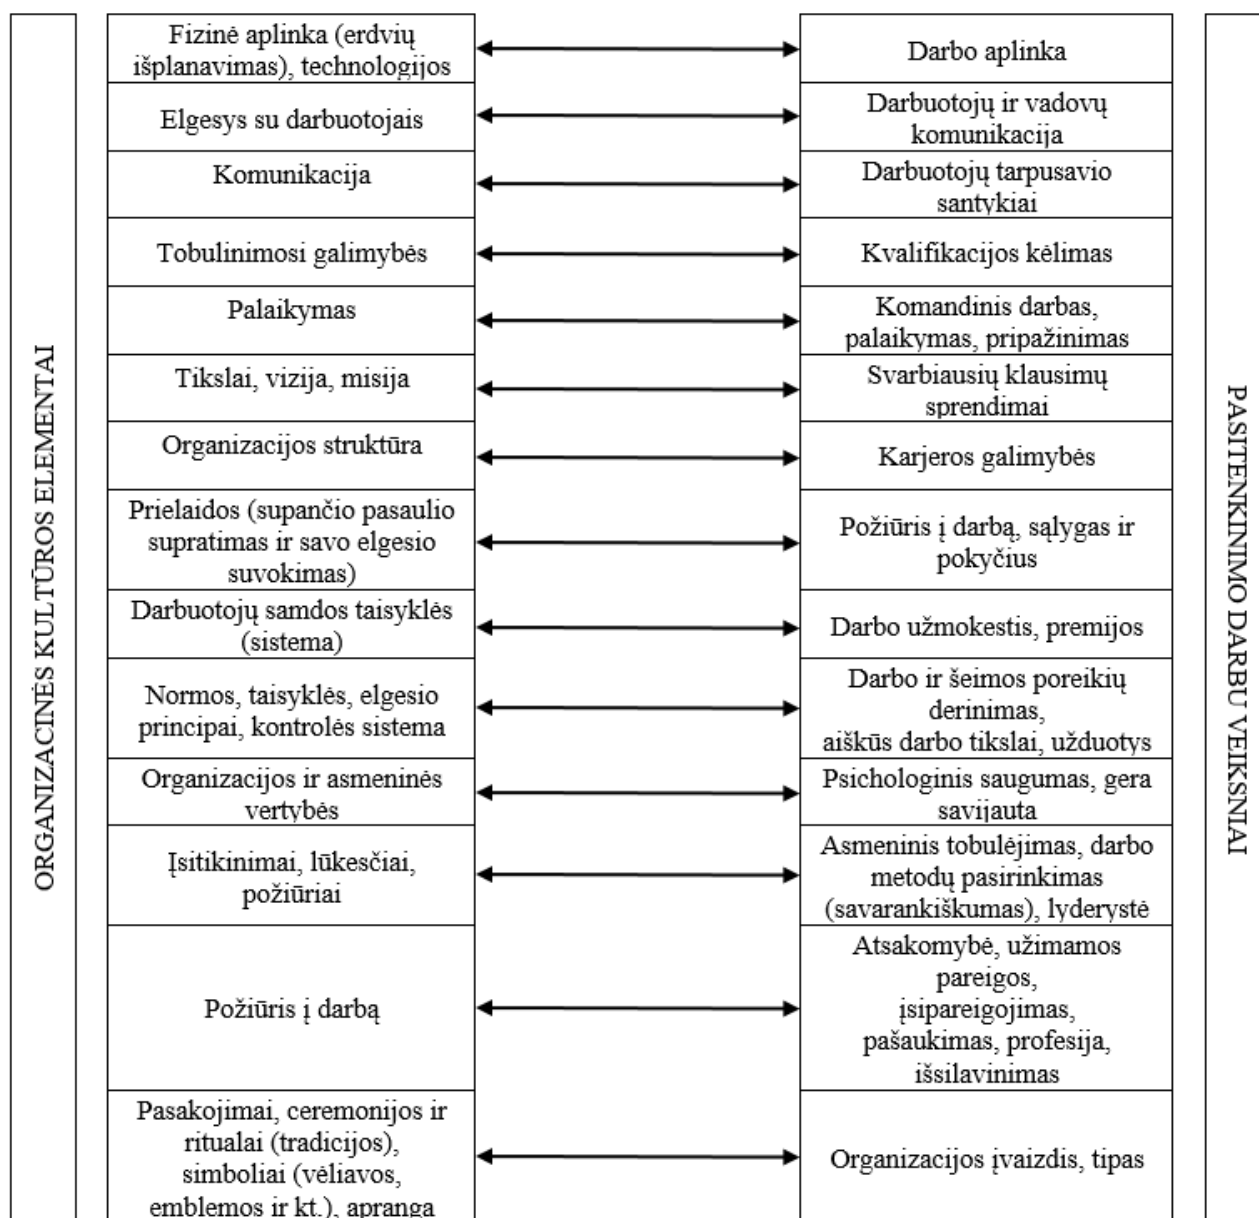 ORGANIZACINĖS KULTŪROS ELEMENTAI
Fizinė aplinka (erdvių
išplanavimas), technologijos
Darbo aplinka
Elgesys su darbuotojais
Darbuotojų ir vadovų
komunikacija
Komunikacija
Darbuotojų tarpusavio
santykiai
Tobulinimosi galimybės
Kvalifikacijos kėlimas
Palaikymas
Komandinis darbas,
palaikymas, pripažinimas
Tikslai, vizija, misija
Svarbiausių klausimų
sprendimai
Organizacijos struktūra
Karjeros galimybės
Prielaidos (supančio pasaulio
supratimas ir savo elgesio
suvokimas)
Požiūris į darbą, sąlygas ir
pokyčius
Darbuotojų samdos taisyklės
(sistema)
Darbo užmokestis, premijos
Normos, taisyklės, elgesio
principai, kontrolės sistema
Darbo ir šeimos poreikių
derinimas,
aiškūs darbo tikslai, užduotys
Organizacijos ir asmeninės
vertybės
Psichologinis saugumas, gera
savijauta
Įsitikinimai, lūkesčiai,
požiūriai
Asmeninis tobulėjimas, darbo
metodų pasirinkimas
(savarankiškumas), lyderystė
Požiūris į darbą
Atsakomybė, užimamos
pareigos,
įsipareigojimas,
pašaukimas, profesija,
išsilavinimas
Pasakojimai, ceremonijos ir
ritualai (tradicijos),
simboliai (vėliavos,
emblemos ir kt.), apranga
Organizacijos įvaizdis, tipas
PASITENKINIMO DARBU VEIKSNIAI